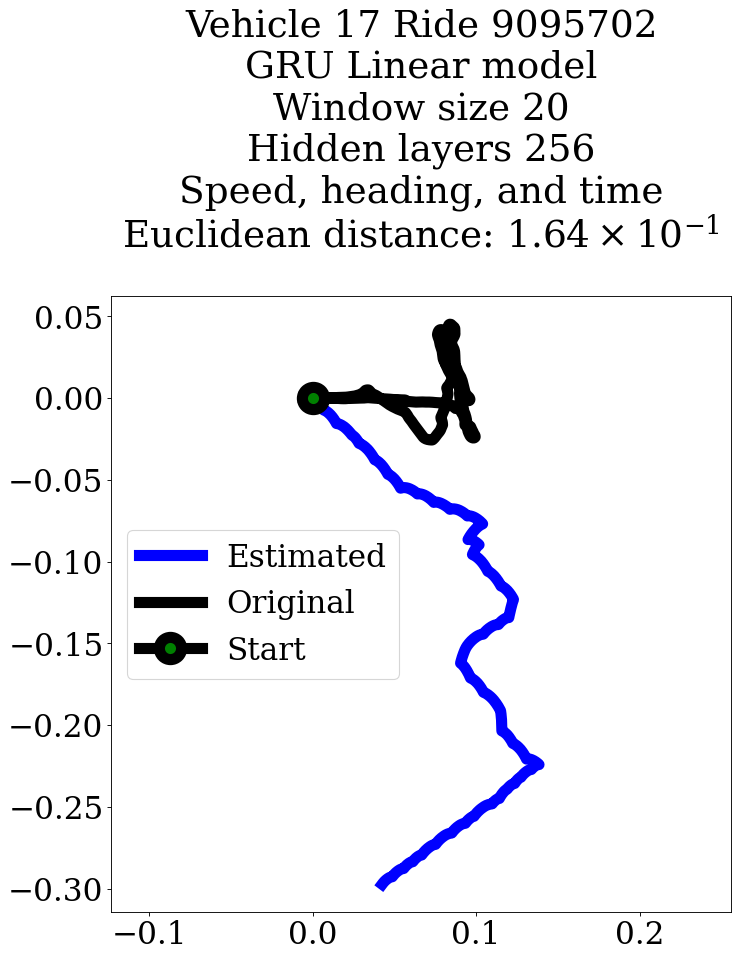 Vehicle 17 Ride 9095702
GRU Linear model
Window size 20
Hidden layers 256
Speed, heading, and time
Euclidean distance: 1.64 × 10⁻¹
0.05
0.00
−0.05
−0.10
−0.15
−0.20
−0.25
−0.30
Estimated
Original
Start
−0.1 0.0 0.1 0.2